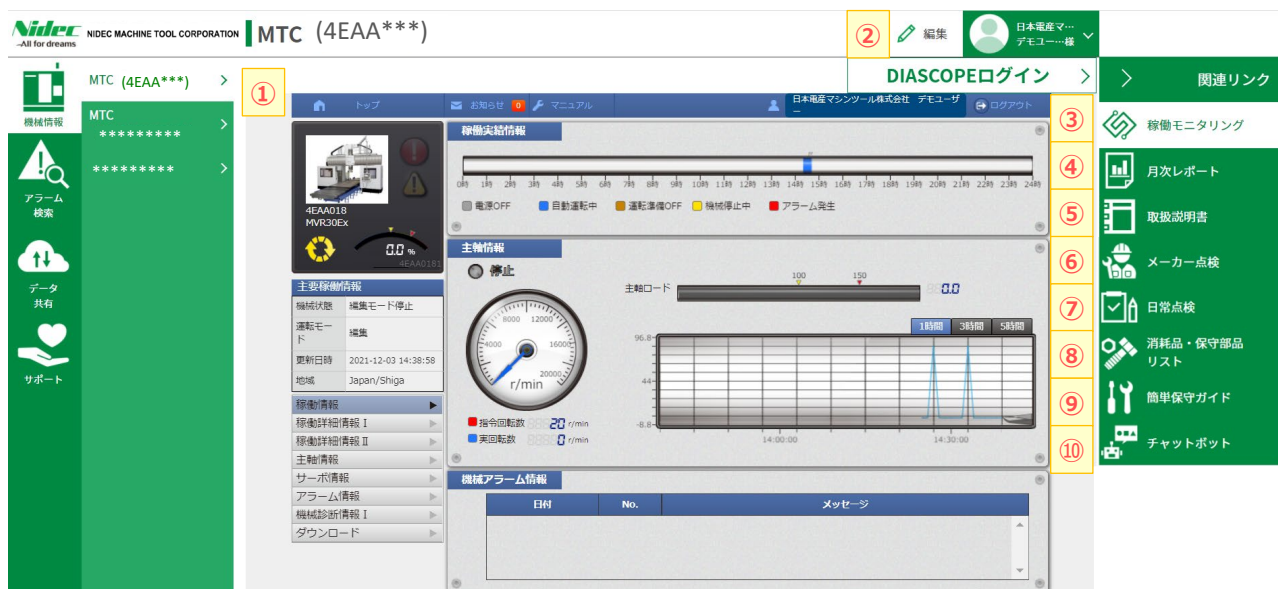 Nidec
-All for dreams
NIDEC MACHINE TOOL CORPORATION
MTC (4EAA***)
②
編集
日本電産マ…
デモユー…様
機械情報
アラーム
検索
データ
共有
サポート
MTC (4EAA***)
MTC
*********
*********
①
DIASCOPEログイン
トップ
お知らせ 0
マニュアル
日本電産マシンツール株式会社 デモユーザ
ー
ログアウト
4EAA018
MVR30Ex
0.0 %
4EAA0181
主要稼働情報
機械状態 編集モード停止
運転モー
ド
編集
更新日時 2021-12-03 14:38:58
地域 Japan/Shiga
稼働情報
稼働詳細情報 I
稼働詳細情報 II
主軸情報
サーボ情報
アラーム情報
機械診断情報 I
ダウンロード
稼働実績情報
0時 1時 2時 3時 4時 5時 6時 7時 8時 9時 10時 11時 12時 13時 14時 15時 16時 17時 18時 19時 20時 21時 22時 23時 24時
電源OFF 自動運転中 運転準備OFF 機械停止中 アラーム発生
主軸情報
停止
4000 8000 12000 16000 20000
r/min
指令回転数 20 r/min
実回転数 0 r/min
主軸ロード
100 150
0.0
1時間 3時間 5時間
96.8
44
-8.8
14:00:00 14:30:00
機械アラーム情報
日付 No. メッセージ
関連リンク
③
稼働モニタリング
④
月次レポート
⑤
取扱説明書
⑥
メーカー点検
⑦
日常点検
⑧
消耗品・保守部品
リスト
⑨
簡単保守ガイド
⑩
チャットボット